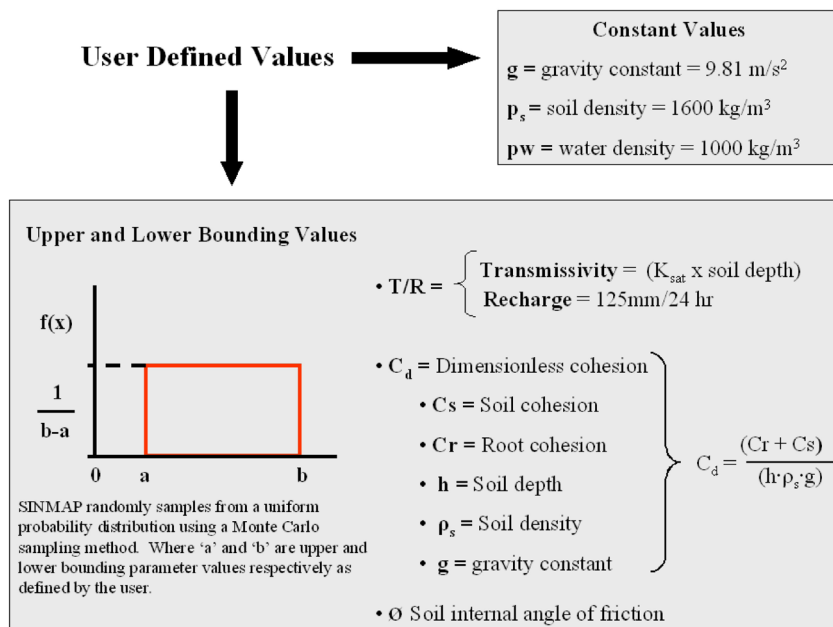 User Defined Values
Constant Values
g = gravity constant = 9.81 m/s²
pₛ = soil density = 1600 kg/m³
pw = water density = 1000 kg/m³
Upper and Lower Bounding Values
f(x)
1
b-a
0 a b
SINMAP randomly samples from a uniform
probability distribution using a Monte Carlo
sampling method. Where ‘a’ and ‘b’ are upper and
lower bounding parameter values respectively as
defined by the user.
• T/R =
Transmissivity = (Kₛₐₜ x soil depth)
Recharge = 125mm/24 hr
• C_d = Dimensionless cohesion
• Cs = Soil cohesion
• Cr = Root cohesion
• h = Soil depth
• ρₛ = Soil density
• g = gravity constant
C_d = (Cr + Cs)
(h·ρₛ·g)
• Ø Soil internal angle of friction